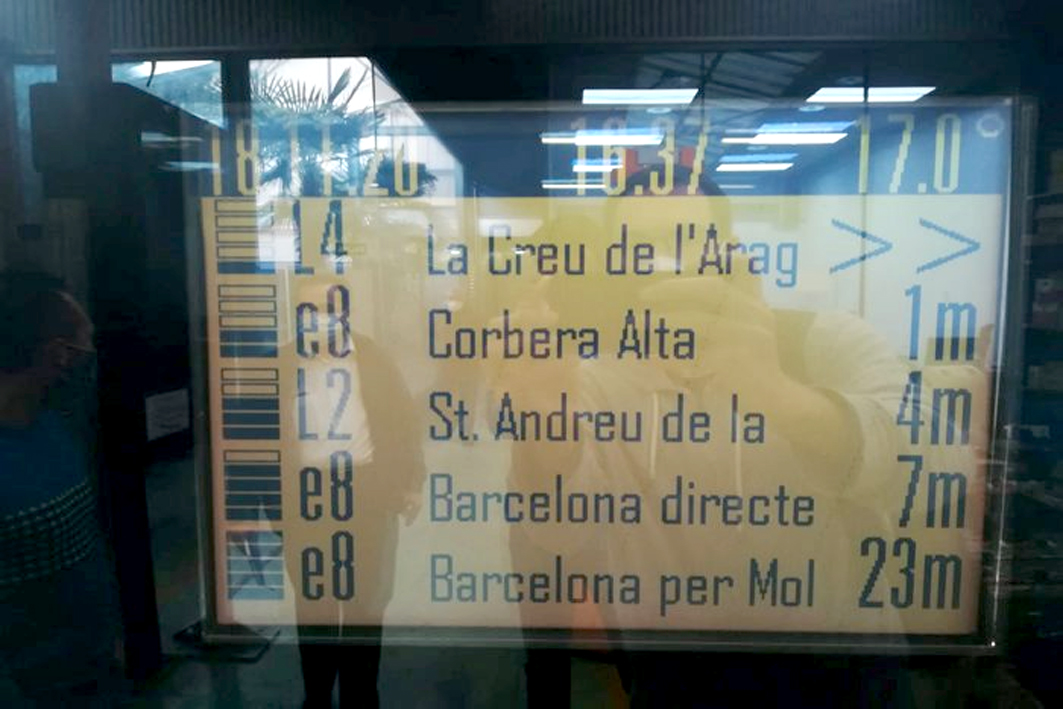 18.11.20 16.37 17.0
L4 La Creu de l'Arag >>
e8 Corbera Alta 1m
L2 St. Andreu de la 4m
e8 Barcelona directe 7m
e8 Barcelona per Mol 23m